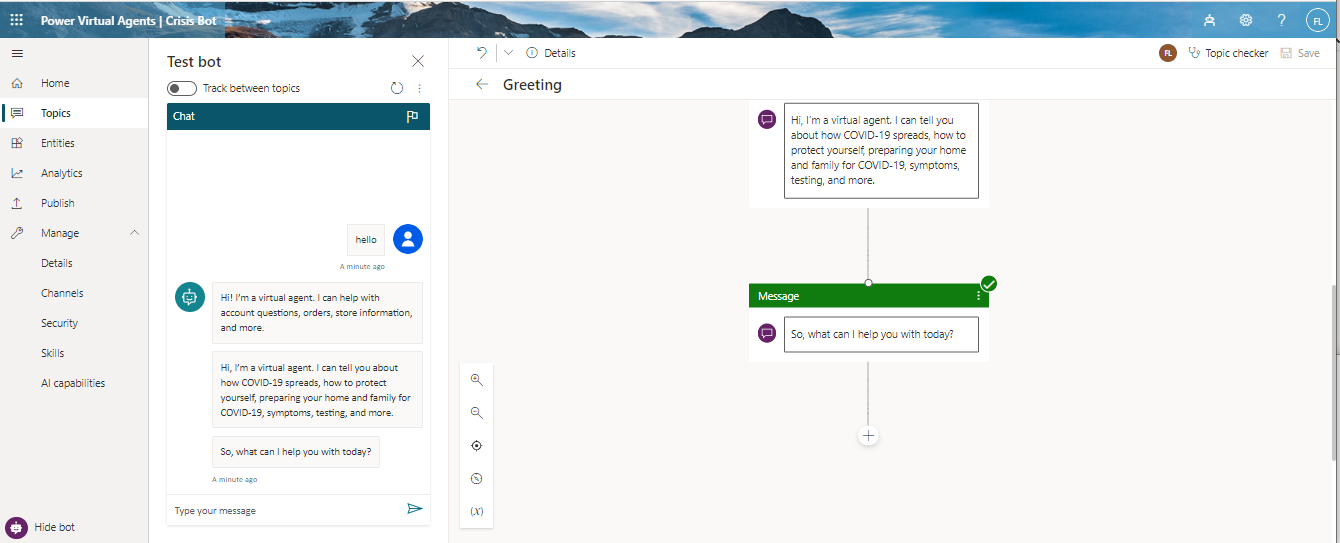 Power Virtual Agents | Crisis Bot
?
FL
Home
Topics
Entities
Analytics
Publish
Manage
Details
Channels
Security
Skills
AI capabilities
Hide bot
Test bot
Track between topics
Chat
hello
A minute ago
Hi! I'm a virtual agent. I can help with
account questions, orders, store information,
and more.
Hi, I'm a virtual agent. I can tell you about
how COVID-19 spreads, how to protect
yourself, preparing your home and family for
COVID-19, symptoms, testing, and more.
So, what can I help you with today?
A minute ago
Type your message
Details
FL
Topic checker
Save
Greeting
Hi, I'm a virtual agent. I can tell you
about how COVID-19 spreads, how to
protect yourself, preparing your home
and family for COVID-19, symptoms,
testing, and more.
Message
So, what can I help you with today?
(x)